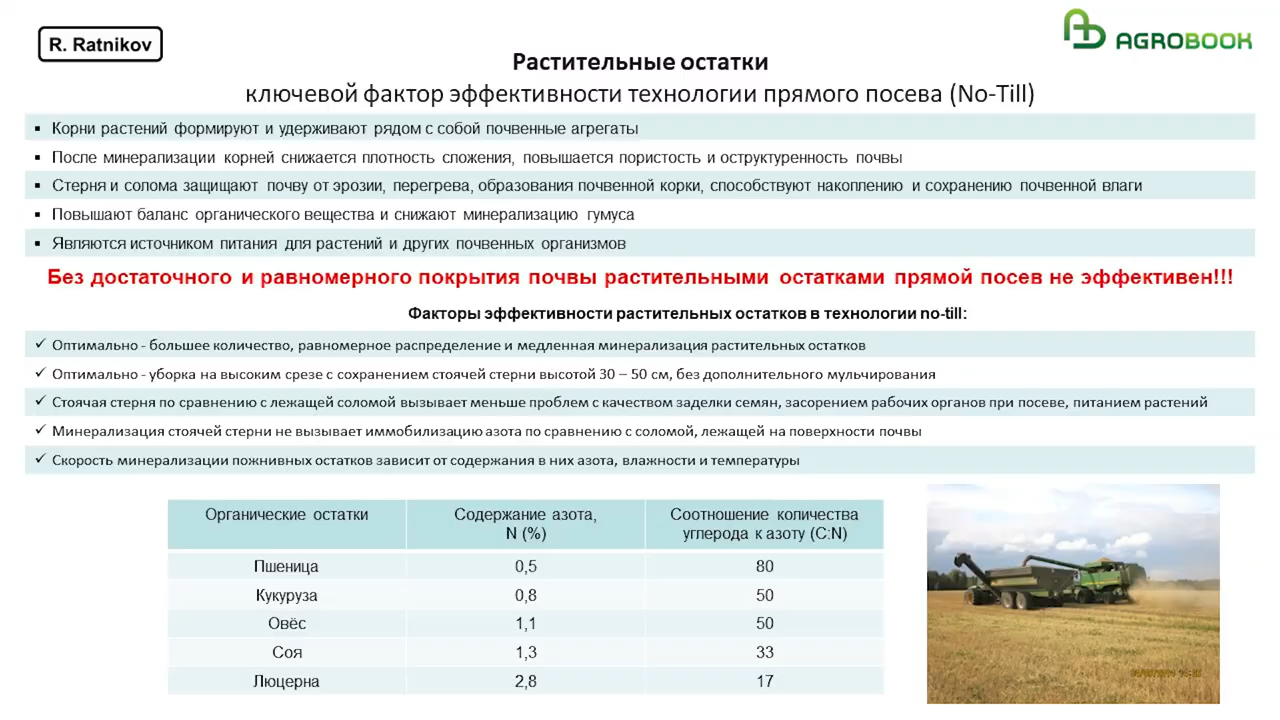 R. Ratnikov
AGROBOOK
Растительные остатки
ключевой фактор эффективности технологии прямого посева (No-Till)
▪ Корни растений формируют и удерживают рядом с собой почвенные агрегаты
▪ После минерализации корней снижается плотность сложения, повышается пористость и оструктуренность почвы
▪ Стерня и солома защищают почву от эрозии, перегрева, образования почвенной корки, способствуют накоплению и сохранению почвенной влаги
▪ Повышают баланс органического вещества и снижают минерализацию гумуса
▪ Являются источником питания для растений и других почвенных организмов
Без достаточного и равномерного покрытия почвы растительными остатками прямой посев не эффективен!!!
Факторы эффективности растительных остатков в технологии no-till:
✓ Оптимально - большее количество, равномерное распределение и медленная минерализация растительных остатков
✓ Оптимально - уборка на высоким срезе с сохранением стоячей стерни высотой 30 – 50 см, без дополнительного мульчирования
✓ Стоячая стерня по сравнению с лежащей соломой вызывает меньше проблем с качеством заделки семян, засорением рабочих органов при посеве, питанием растений
✓ Минерализация стоячей стерни не вызывает иммобилизацию азота по сравнению с соломой, лежащей на поверхности почвы
✓ Скорость минерализации пожнивных остатков зависит от содержания в них азота, влажности и температуры
Органические остатки Содержание азота, N (%) Соотношение количества углерода к азоту (C:N)
Пшеница 0,5 80
Кукуруза 0,8 50
Овёс 1,1 50
Соя 1,3 33
Люцерна 2,8 17